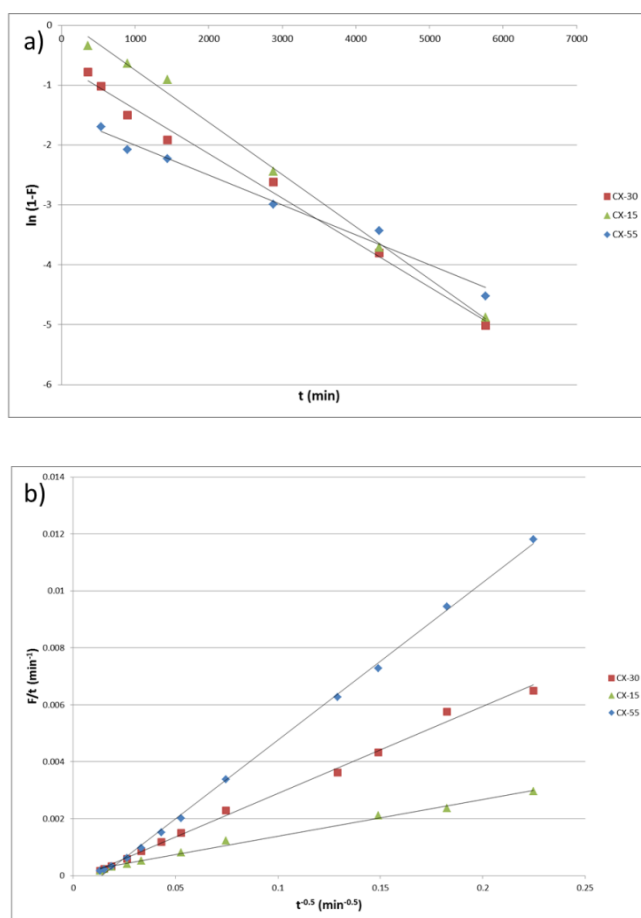 a)
0
0 1000 2000 3000 4000 5000 6000 7000
-1
-2
-3
-4
-5
-6
ln (1-F)
t (min)
CX-30
CX-15
CX-55
b)
0.014
0.012
0.01
0.008
0.006
0.004
0.002
0
F/t (min⁻¹)
0 0.05 0.1 0.15 0.2 0.25
t⁻⁰·⁵ (min⁻⁰·⁵)
CX-30
CX-15
CX-55